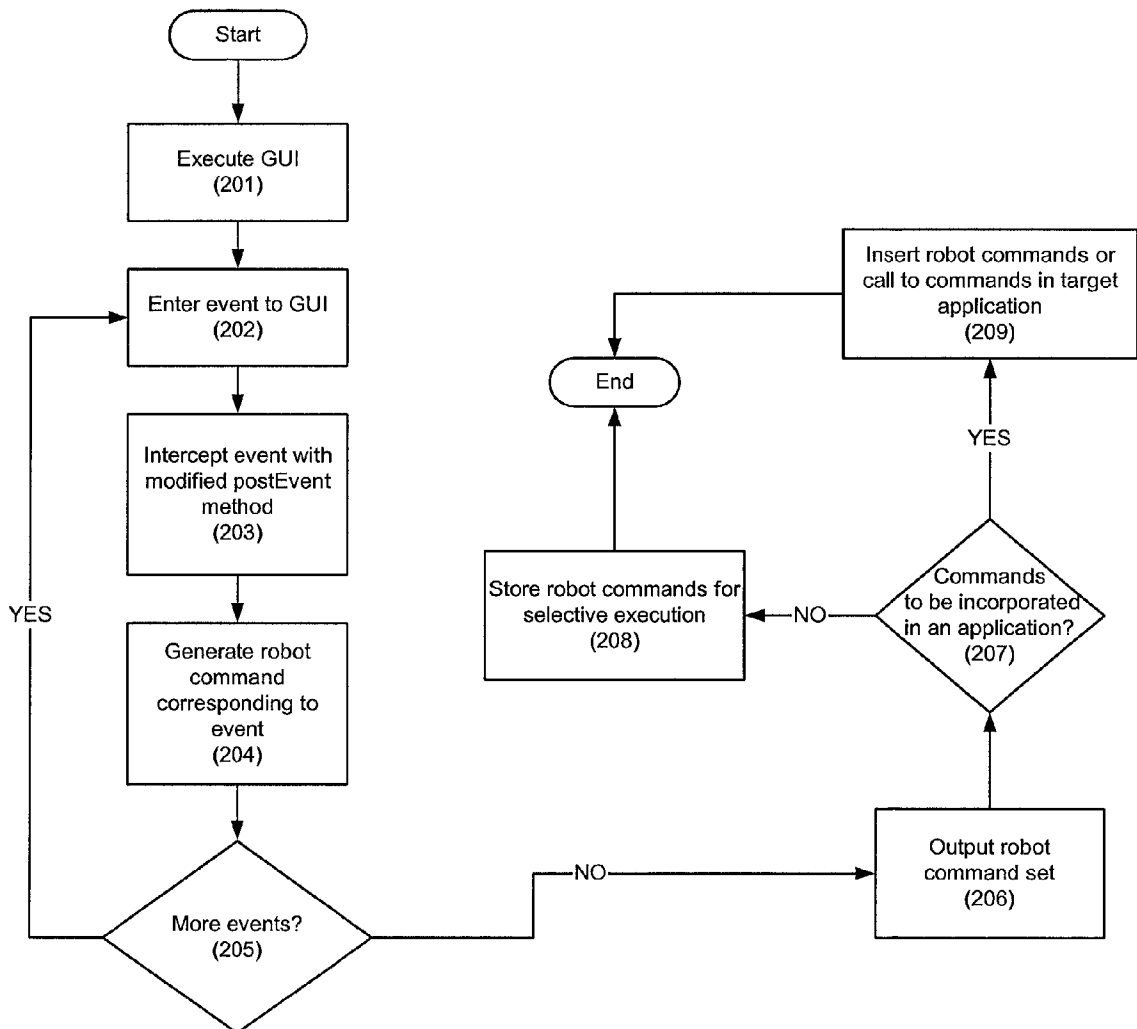 Start
Execute GUI
(201)
Enter event to GUI
(202)
Intercept event with
modified postEvent
method
(203)
Generate robot
command
corresponding to
event
(204)
More events?
(205)
YES
NO
Output robot
command set
(206)
Commands
to be incorporated
in an application?
(207)
NO
YES
Store robot commands for
selective execution
(208)
Insert robot commands or
call to commands in target
application
(209)
End